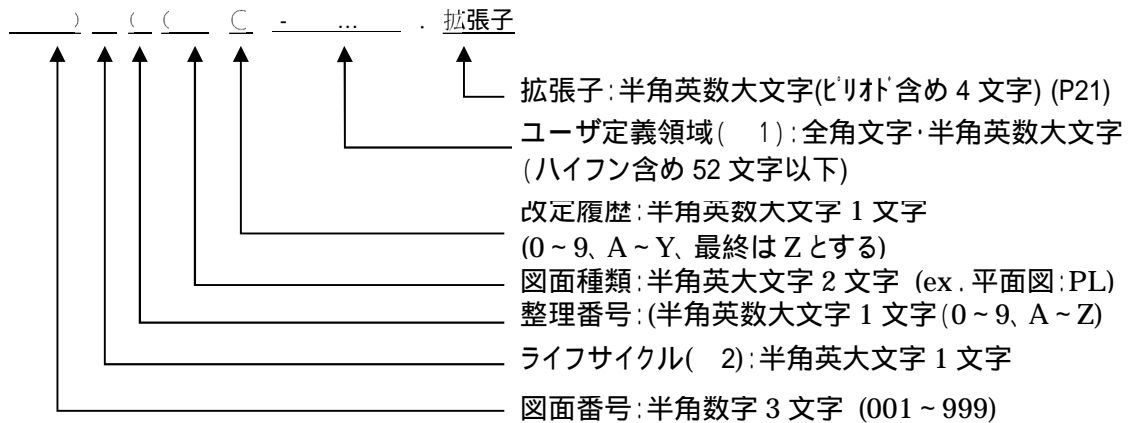 ) ( ( C - … . 拡張子
拡張子:半角英数大文字(ピリオド含め 4 文字) (P21)
ユーザ定義領域( 1):全角文字・半角英数大文字
(ハイフン含め 52 文字以下)
改定履歴:半角英数大文字 1 文字
(0~9、A~Y、最終は Z とする)
図面種類:半角英大文字 2 文字 (ex.平面図:PL)
整理番号:(半角英数大文字 1 文字(0~9、A~Z)
ライフサイクル( 2):半角英大文字 1 文字
図面番号:半角数字 3 文字 (001~999)